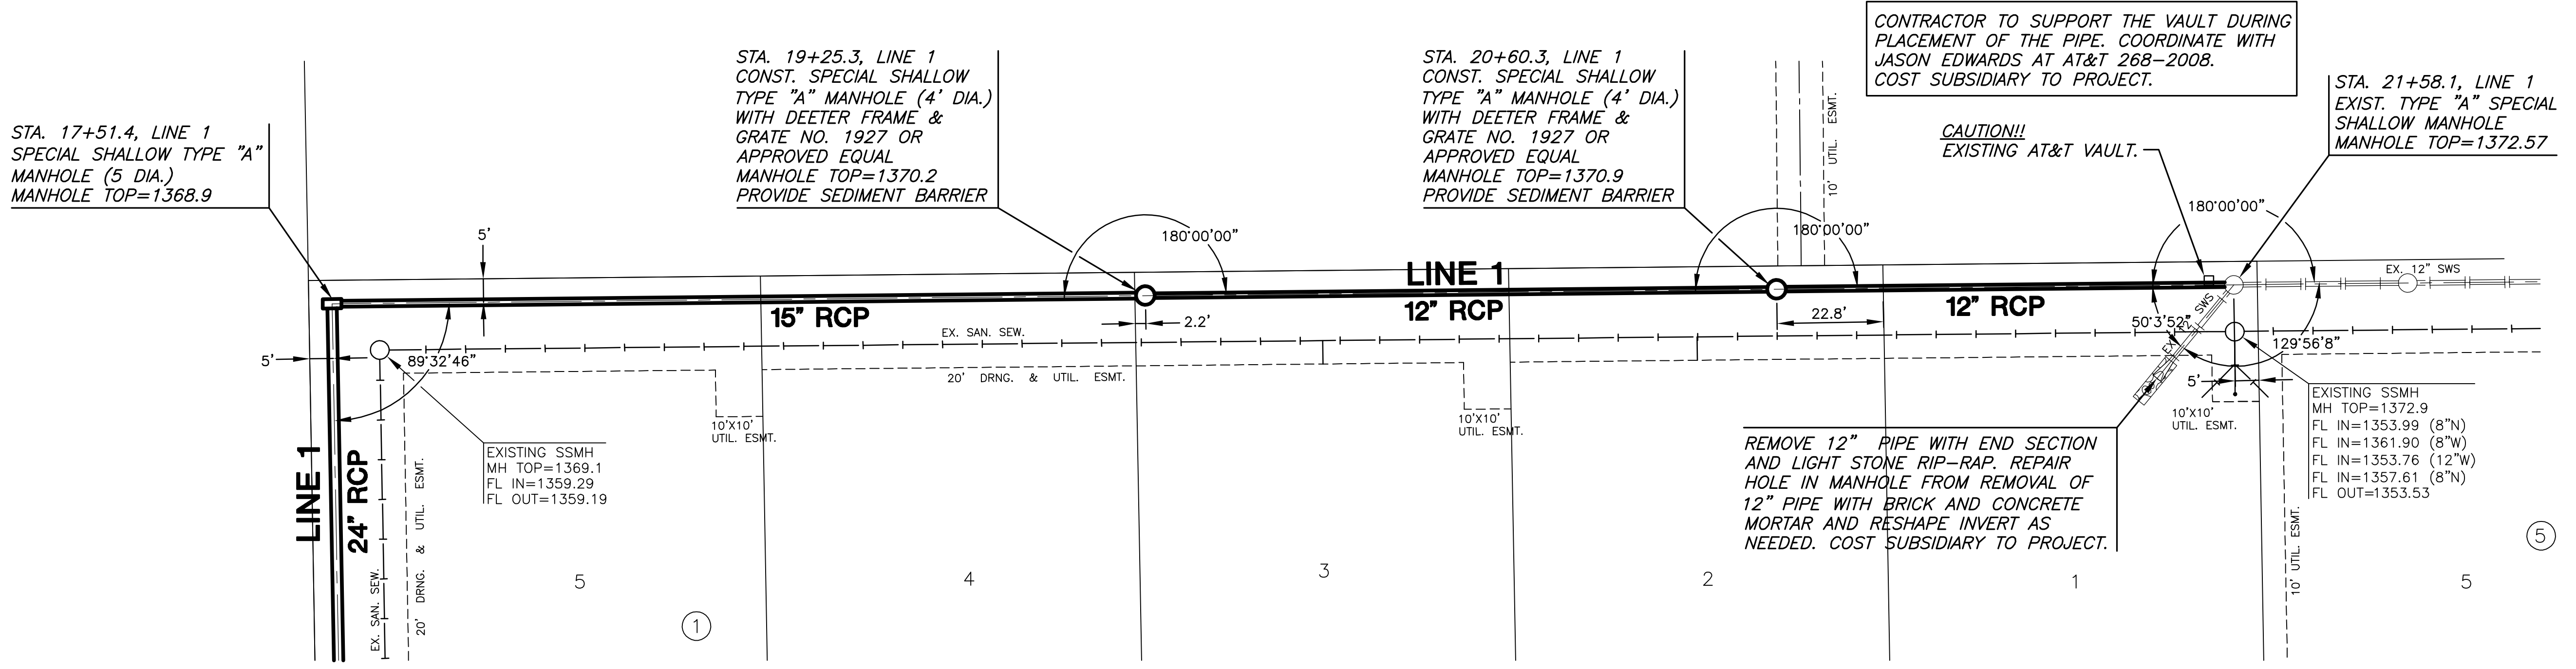 STA. 17+51.4, LINE 1
SPECIAL SHALLOW TYPE "A"
MANHOLE (5 DIA.)
MANHOLE TOP=1368.9
STA. 19+25.3, LINE 1
CONST. SPECIAL SHALLOW
TYPE "A" MANHOLE (4' DIA.)
WITH DEETER FRAME &
GRATE NO. 1927 OR
APPROVED EQUAL
MANHOLE TOP=1370.2
PROVIDE SEDIMENT BARRIER
STA. 20+60.3, LINE 1
CONST. SPECIAL SHALLOW
TYPE "A" MANHOLE (4' DIA.)
WITH DEETER FRAME &
GRATE NO. 1927 OR
APPROVED EQUAL
MANHOLE TOP=1370.9
PROVIDE SEDIMENT BARRIER
10' UTIL. ESMT.
CONTRACTOR TO SUPPORT THE VAULT DURING
PLACEMENT OF THE PIPE. COORDINATE WITH
JASON EDWARDS AT AT&T 268-2008.
COST SUBSIDIARY TO PROJECT.
CAUTION!!
EXISTING AT&T VAULT.
STA. 21+58.1, LINE 1
EXIST. TYPE "A" SPECIAL
SHALLOW MANHOLE
MANHOLE TOP=1372.57
5'
180°00'00"
180°00'00"
180°00'00"
LINE 1
15" RCP
12" RCP
12" RCP
EX. 12" SWS
2.2'
22.8'
EX. SAN. SEW.
5'
89°32'46"
50°3'52"
EX. 12" SWS
129°56'8"
5'
20' DRNG. & UTIL. ESMT.
10'X10'
UTIL. ESMT.
10'X10'
UTIL. ESMT.
10'X10'
UTIL. ESMT.
LINE 1
24" RCP
EX. SAN. SEW.
20' DRNG. & UTIL. ESMT.
EXISTING SSMH
MH TOP=1369.1
FL IN=1359.29
FL OUT=1359.19
REMOVE 12" PIPE WITH END SECTION
AND LIGHT STONE RIP-RAP. REPAIR
HOLE IN MANHOLE FROM REMOVAL OF
12" PIPE WITH BRICK AND CONCRETE
MORTAR AND RESHAPE INVERT AS
NEEDED. COST SUBSIDIARY TO PROJECT.
EXISTING SSMH
MH TOP=1372.9
FL IN=1353.99 (8"N)
FL IN=1361.90 (8"W)
FL IN=1353.76 (12"W)
FL IN=1357.61 (8"N)
FL OUT=1353.53
10' UTIL. ESMT.
5
4
3
2
1
5
1
5